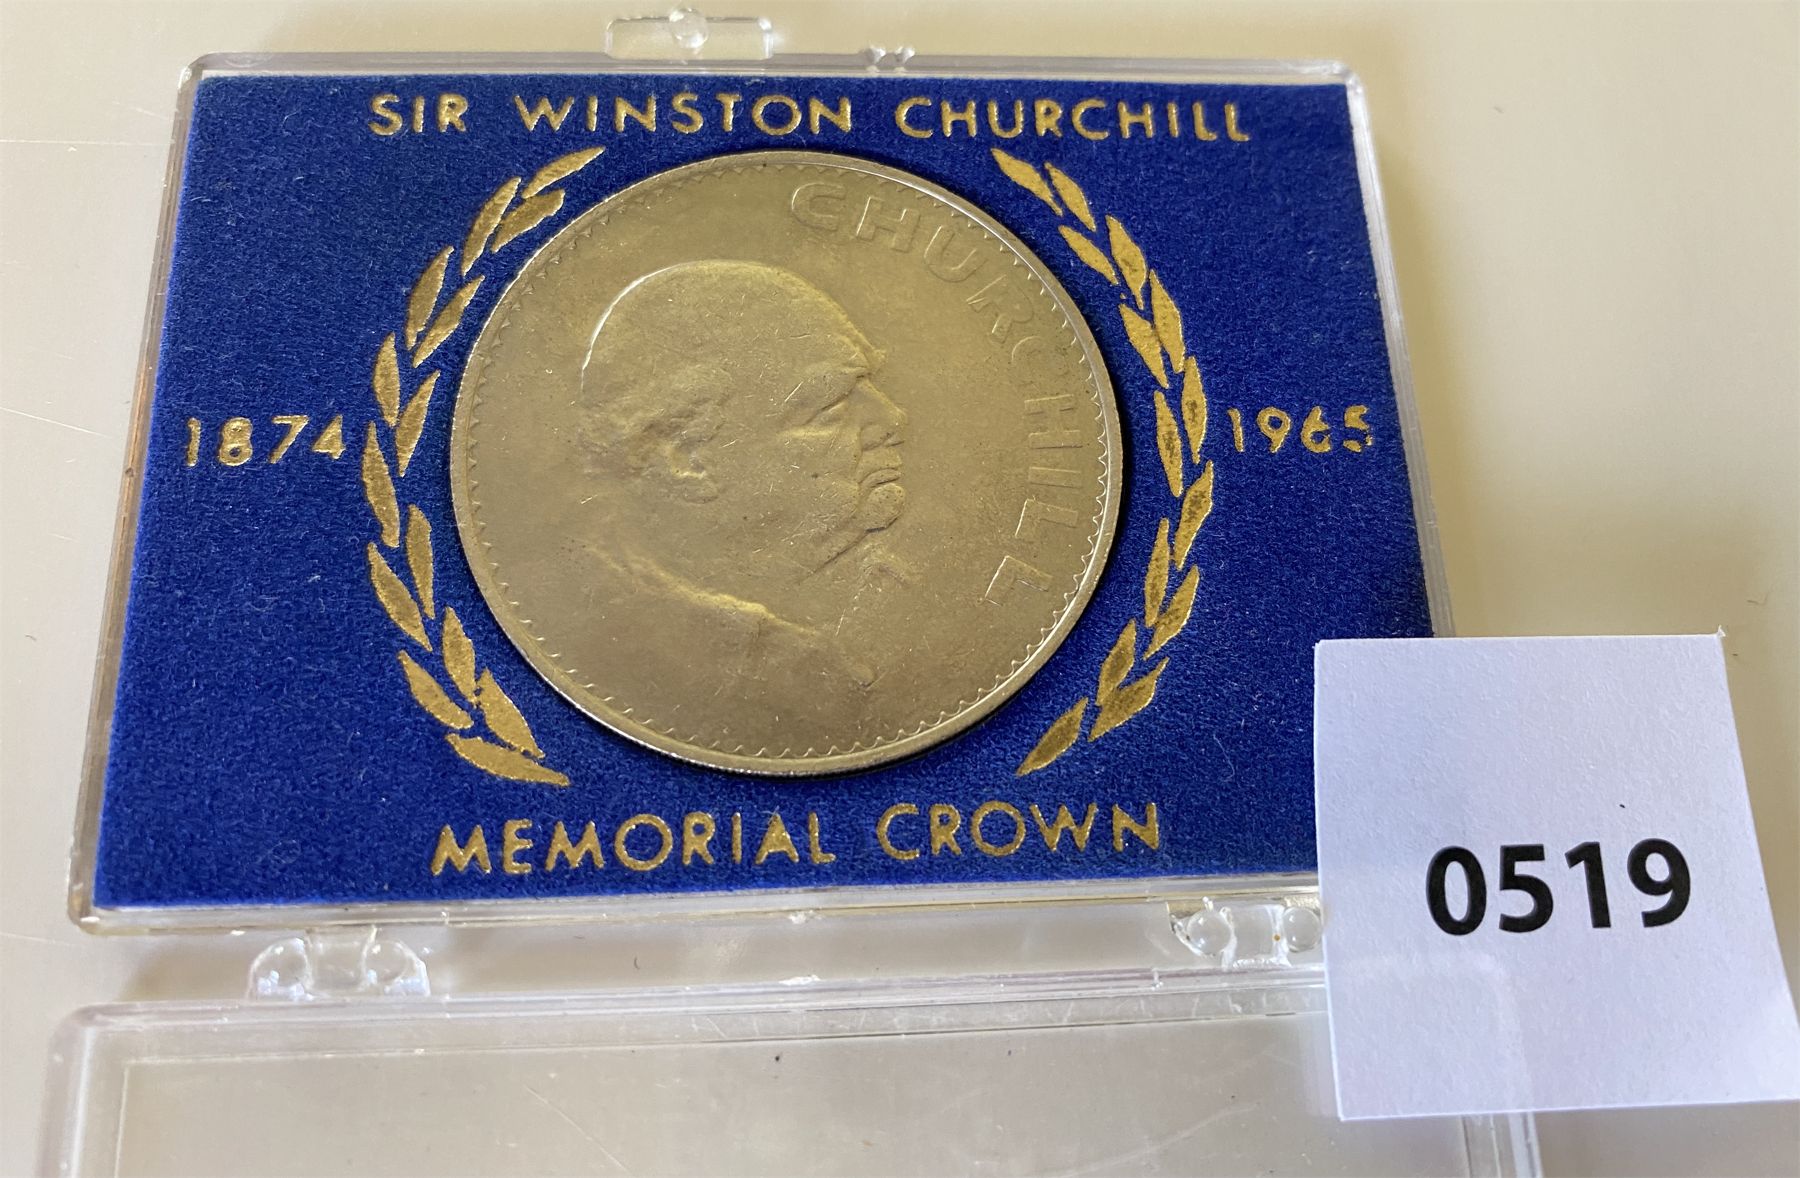 SIR WINSTON CHURCHILL
CHURCHILL
1874
1965
MEMORIAL CROWN
0519